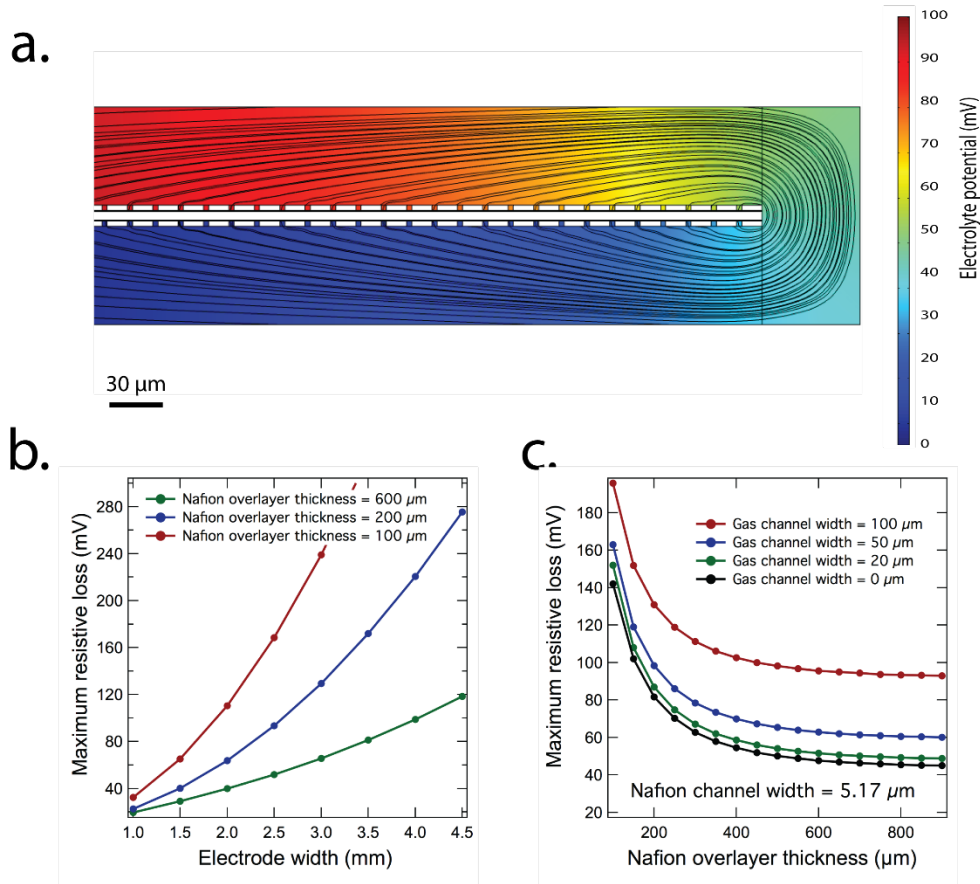 a.
100
90
80
70
60
50
40
30
20
10
0
Electrolyte potential (mV)
30 µm
b.
Maximum resistive loss (mV)
280
240
200
160
120
80
40
Nafion overlayer thickness = 600 µm
Nafion overlayer thickness = 200 µm
Nafion overlayer thickness = 100 µm
1.0 1.5 2.0 2.5 3.0 3.5 4.0 4.5
Electrode width (mm)
c.
Maximum resistive loss (mV)
180
160
140
120
100
80
60
40
20
Gas channel width = 100 µm
Gas channel width = 50 µm
Gas channel width = 20 µm
Gas channel width = 0 µm
Nafion channel width = 5.17 µm
200 400 600 800
Nafion overlayer thickness (µm)